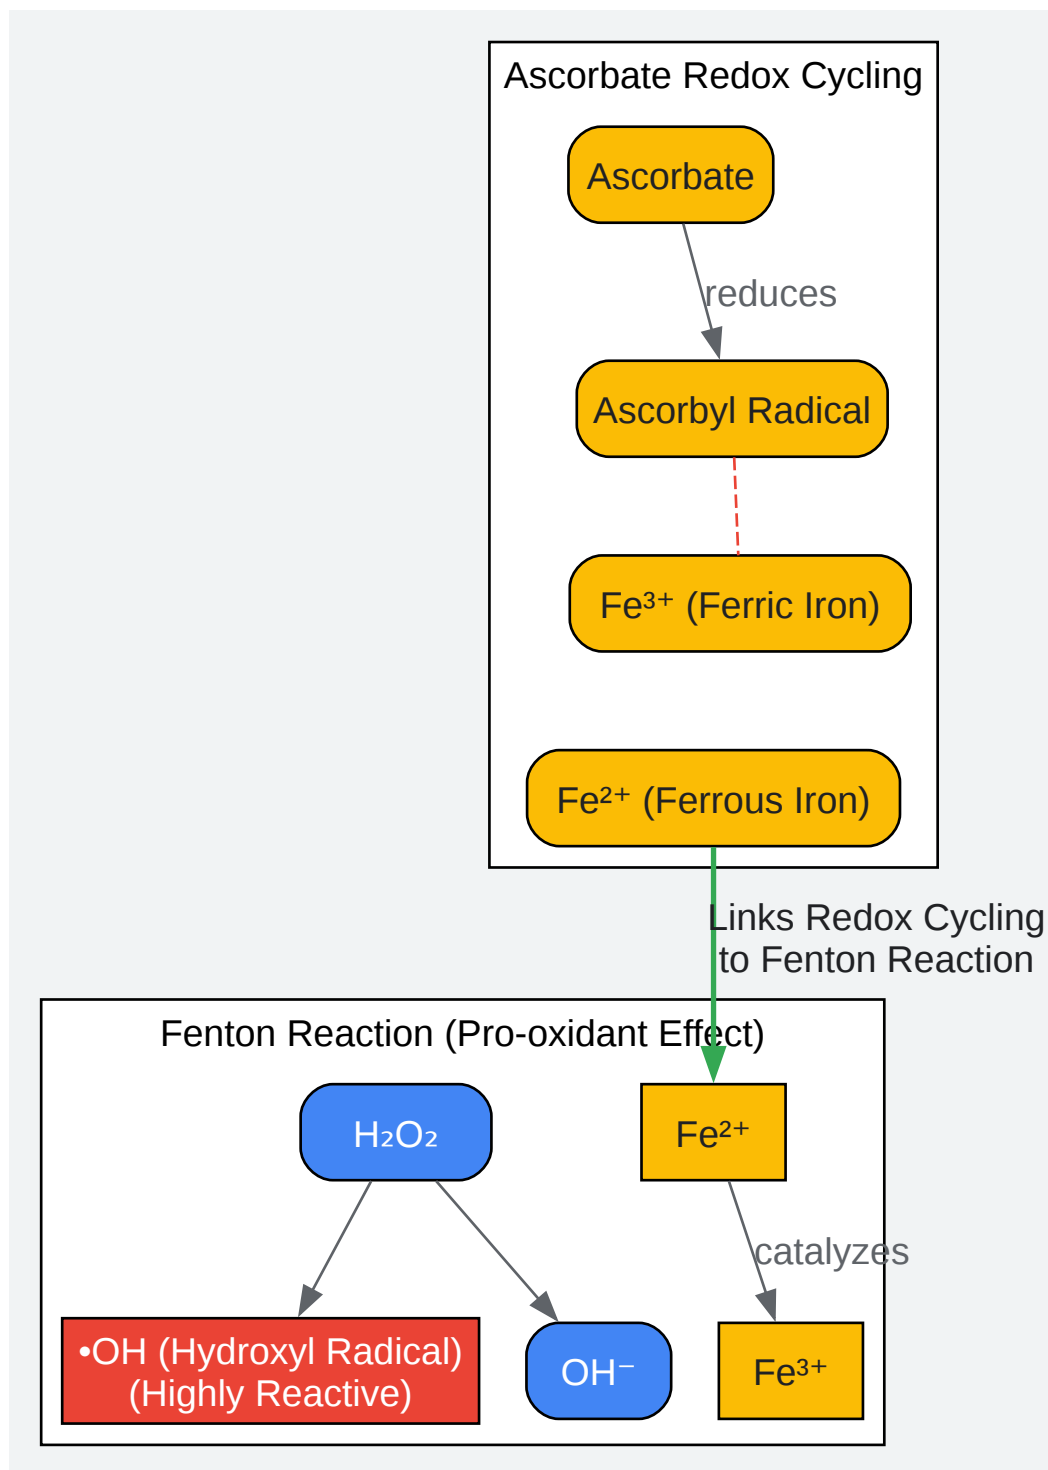 Ascorbate Redox Cycling
Ascorbate
reduces
Ascorbyl Radical
Fe³⁺ (Ferric Iron)
Fe²⁺ (Ferrous Iron)
Links Redox Cycling
to Fenton Reaction
Fenton Reaction (Pro-oxidant Effect)
H₂O₂
Fe²⁺
catalyzes
•OH (Hydroxyl Radical)
(Highly Reactive)
OH⁻
Fe³⁺